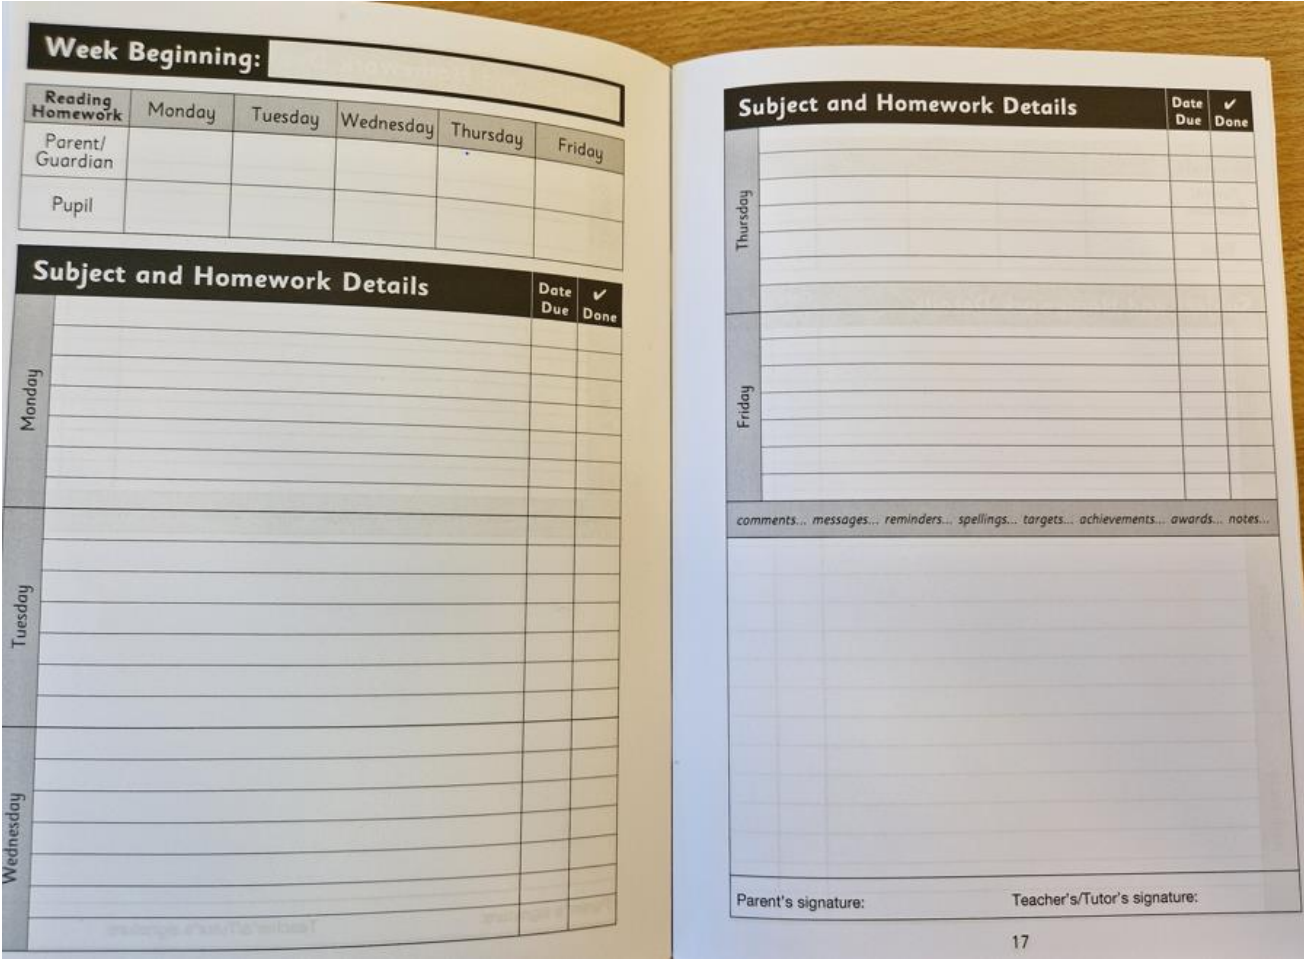 Week Beginning:
Reading Homework Monday Tuesday Wednesday Thursday Friday
Parent/
Guardian
Pupil
Subject and Homework Details Date Due ✓ Done
Monday
Tuesday
Wednesday
Subject and Homework Details Date Due ✓ Done
Thursday
Friday
comments... messages... reminders... spellings... targets... achievements... awards... notes...
Parent's signature: Teacher's/Tutor's signature:
17